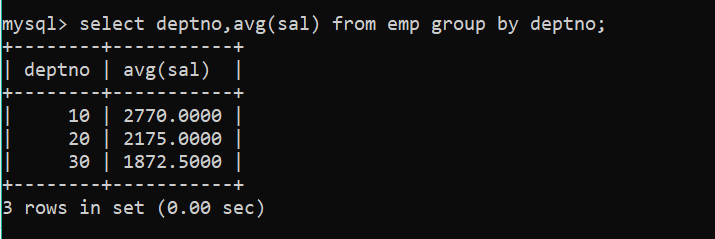 mysql> select deptno,avg(sal) from emp group by deptno;
+--------+-----------+
| deptno | avg(sal)  |
+--------+-----------+
|     10 | 2770.0000 |
|     20 | 2175.0000 |
|     30 | 1872.5000 |
+--------+-----------+
3 rows in set (0.00 sec)